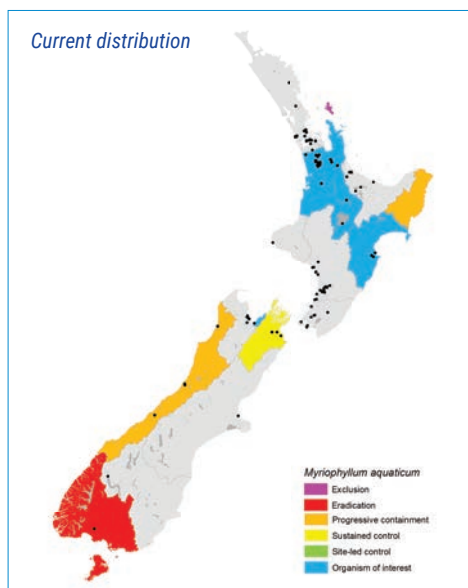 Current distribution
Myriophyllum aquaticum
Exclusion
Eradication
Progressive containment
Sustained control
Site-led control
Organism of interest